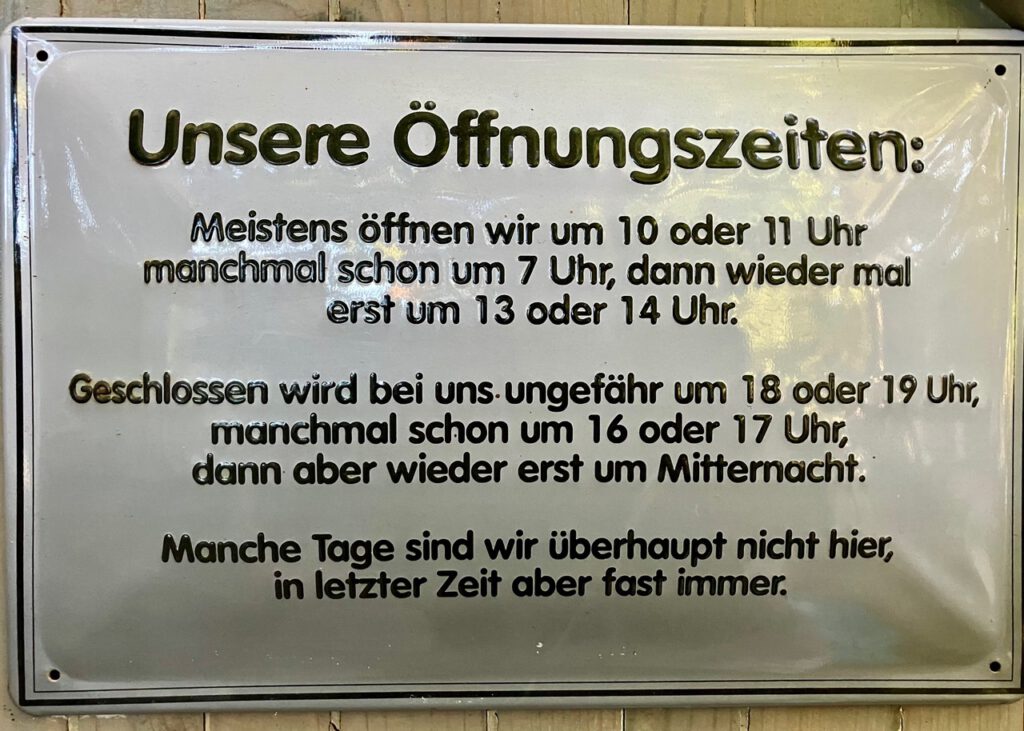 Unsere Öffnungszeiten:
Meistens öffnen wir um 10 oder 11 Uhr
manchmal schon um 7 Uhr, dann wieder mal
erst um 13 oder 14 Uhr.
Geschlossen wird bei uns ungefähr um 18 oder 19 Uhr,
manchmal schon um 16 oder 17 Uhr,
dann aber wieder erst um Mitternacht.
Manche Tage sind wir überhaupt nicht hier,
in letzter Zeit aber fast immer.